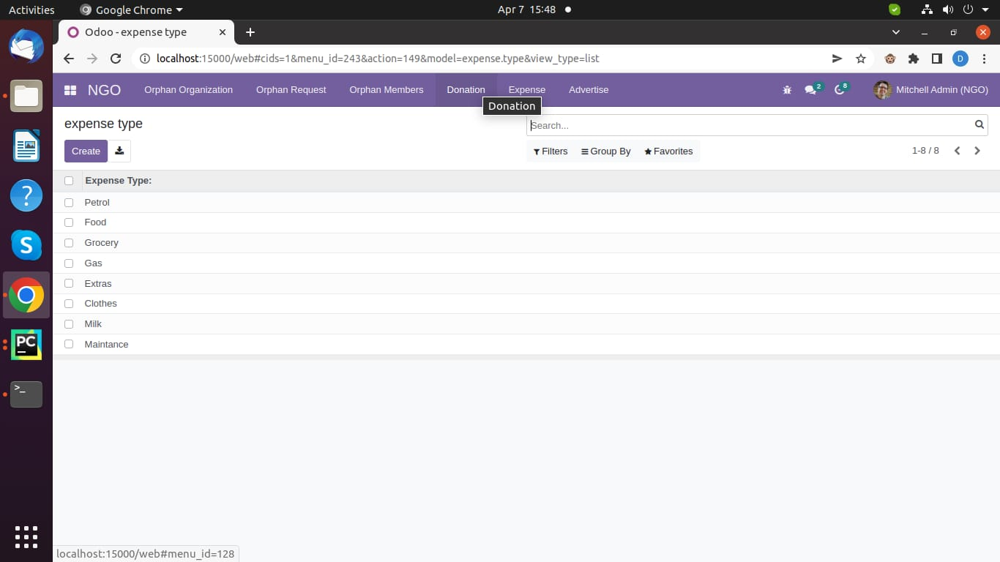 Activities Google Chrome Apr 7 15:48
Odoo - expense type
localhost:15000/web#cids=1&menu_id=243&action=149&model=expense.type&view_type=list D
NGO Orphan Organization Orphan Request Orphan Members Donation Expense Advertise 2 8 Mitchell Admin (NGO)
Donation
expense type Search...
Create Filters Group By Favorites 1-8 / 8
Expense Type:
Petrol
Food
Grocery
Gas
Extras
Clothes
Milk
Maintance
?
S
PC
>_
localhost:15000/web#menu_id=128